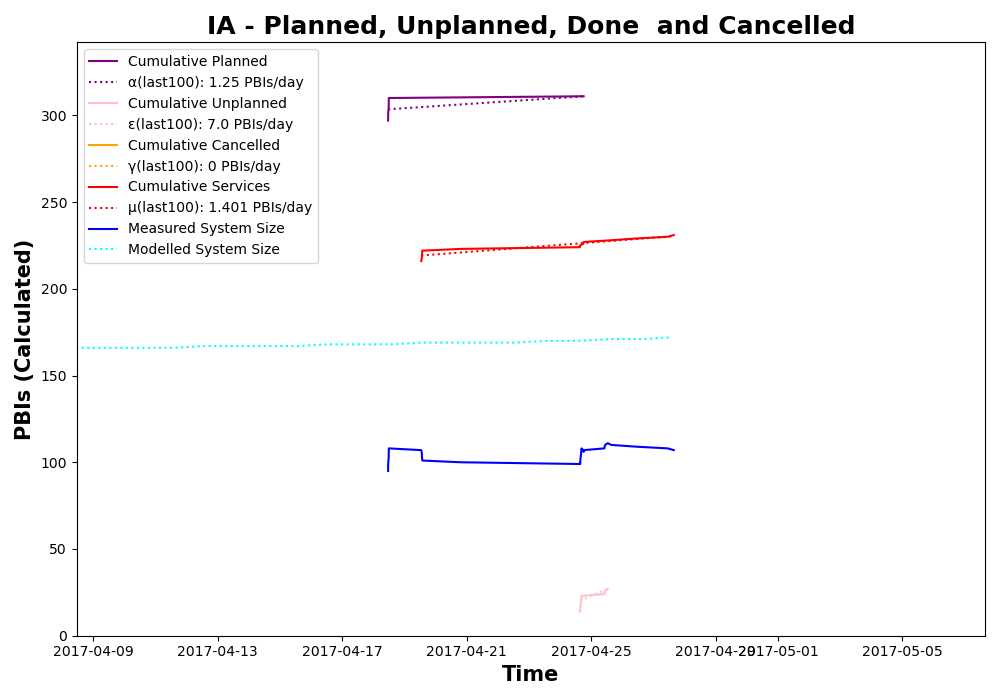 IA - Planned, Unplanned, Done  and Cancelled
Cumulative Planned
α(last100): 1.25 PBIs/day
Cumulative Unplanned
ε(last100): 7.0 PBIs/day
Cumulative Cancelled
γ(last100): 0 PBIs/day
Cumulative Services
μ(last100): 1.401 PBIs/day
Measured System Size
Modelled System Size
300
250
200
150
100
50
0
PBIs (Calculated)
2017-04-09 2017-04-13 2017-04-17 2017-04-21 2017-04-25 2017-04-29 2017-05-01 2017-05-05
Time